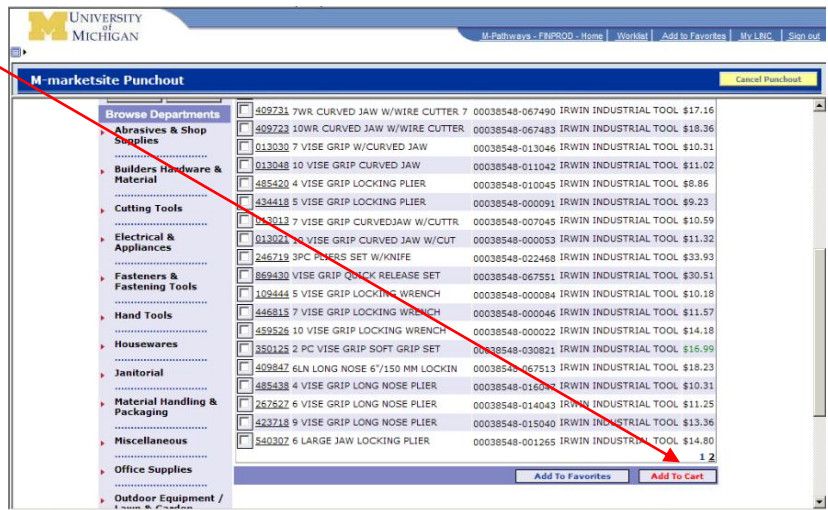 UNIVERSITY
of
MICHIGAN
M-Pathways - FINPROD - Home | Worklist | Add to Favorites | My LINC | Sign out
M-marketsite Punchout
Cancel Punchout
Browse Departments
Abrasives & Shop
Supplies
Builders Hardware &
Material
Cutting Tools
Electrical &
Appliances
Fasteners &
Fastening Tools
Hand Tools
Housewares
Janitorial
Material Handling &
Packaging
Miscellaneous
Office Supplies
Outdoor Equipment /
Lawn & Garden
409731 7WR CURVED JAW W/WIRE CUTTER 7 00038548-067490 IRWIN INDUSTRIAL TOOL $17.16
409723 10WR CURVED JAW W/WIRE CUTTER 00038548-067483 IRWIN INDUSTRIAL TOOL $18.36
013030 7 VISE GRIP W/CURVED JAW 00038548-013046 IRWIN INDUSTRIAL TOOL $10.31
013048 10 VISE GRIP CURVED JAW 00038548-011042 IRWIN INDUSTRIAL TOOL $11.02
485420 4 VISE GRIP LOCKING PLIER 00038548-010045 IRWIN INDUSTRIAL TOOL $8.86
434418 5 VISE GRIP LOCKING PLIER 00038548-000091 IRWIN INDUSTRIAL TOOL $9.23
013013 7 VISE GRIP CURVEDJAW W/CUTTR 00038548-007045 IRWIN INDUSTRIAL TOOL $10.59
013021 10 VISE GRIP CURVED JAW W/CUT 00038548-000053 IRWIN INDUSTRIAL TOOL $11.32
246719 3PC PLIERS SET W/KNIFE 00038548-022468 IRWIN INDUSTRIAL TOOL $33.93
869430 VISE GRIP QUICK RELEASE SET 00038548-067551 IRWIN INDUSTRIAL TOOL $30.51
109444 5 VISE GRIP LOCKING WRENCH 00038548-000084 IRWIN INDUSTRIAL TOOL $10.18
446815 7 VISE GRIP LOCKING WRENCH 00038548-000046 IRWIN INDUSTRIAL TOOL $11.57
459526 10 VISE GRIP LOCKING WRENCH 00038548-000022 IRWIN INDUSTRIAL TOOL $14.18
350125 2 PC VISE GRIP SOFT GRIP SET 00038548-030821 IRWIN INDUSTRIAL TOOL $16.99
409847 6LN LONG NOSE 6"/150 MM LOCKIN 00038548-067513 IRWIN INDUSTRIAL TOOL $18.23
485438 4 VISE GRIP LONG NOSE PLIER 00038548-016047 IRWIN INDUSTRIAL TOOL $10.31
267627 6 VISE GRIP LONG NOSE PLIER 00038548-014043 IRWIN INDUSTRIAL TOOL $11.25
423718 9 VISE GRIP LONG NOSE PLIER 00038548-015040 IRWIN INDUSTRIAL TOOL $13.36
540307 6 LARGE JAW LOCKING PLIER 00038548-001265 IRWIN INDUSTRIAL TOOL $14.80
1 2
Add To Favorites
Add To Cart